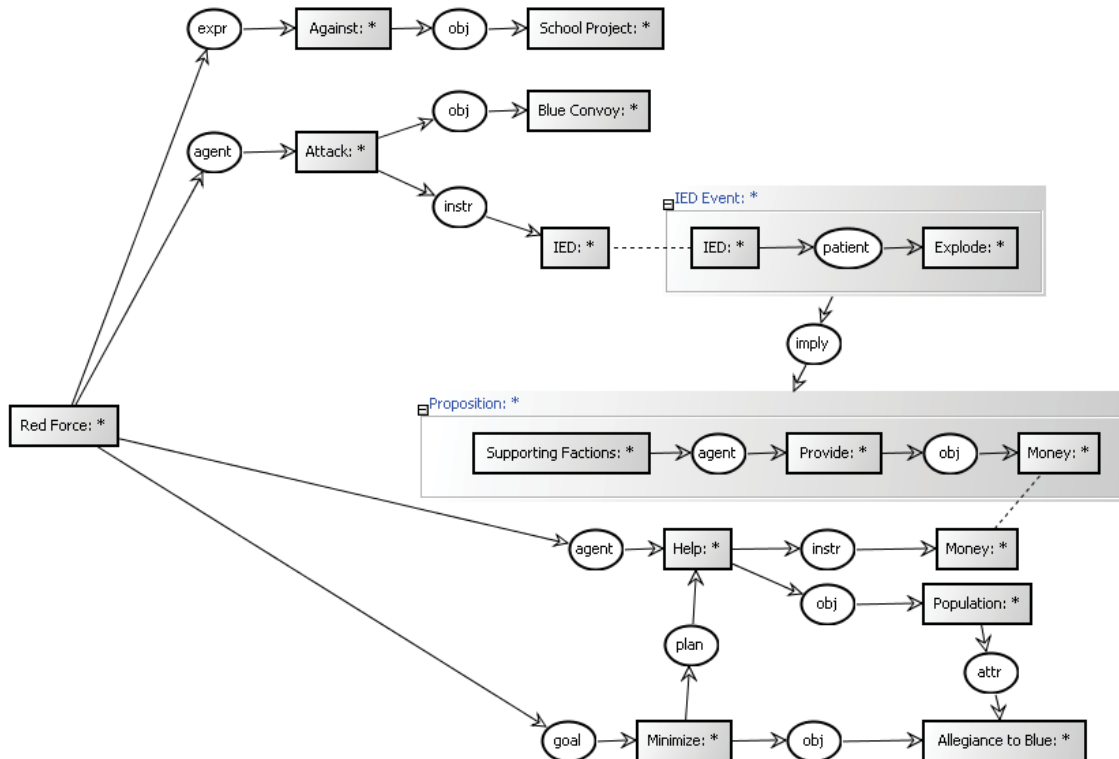 expr
Against: *
obj
School Project: *
agent
Attack: *
obj
Blue Convoy: *
instr
IED: *
IED Event: *
IED: *
patient
Explode: *
imply
Red Force: *
Proposition: *
Supporting Factions: *
agent
Provide: *
obj
Money: *
agent
Help: *
instr
Money: *
obj
Population: *
plan
attr
goal
Minimize: *
obj
Allegiance to Blue: *